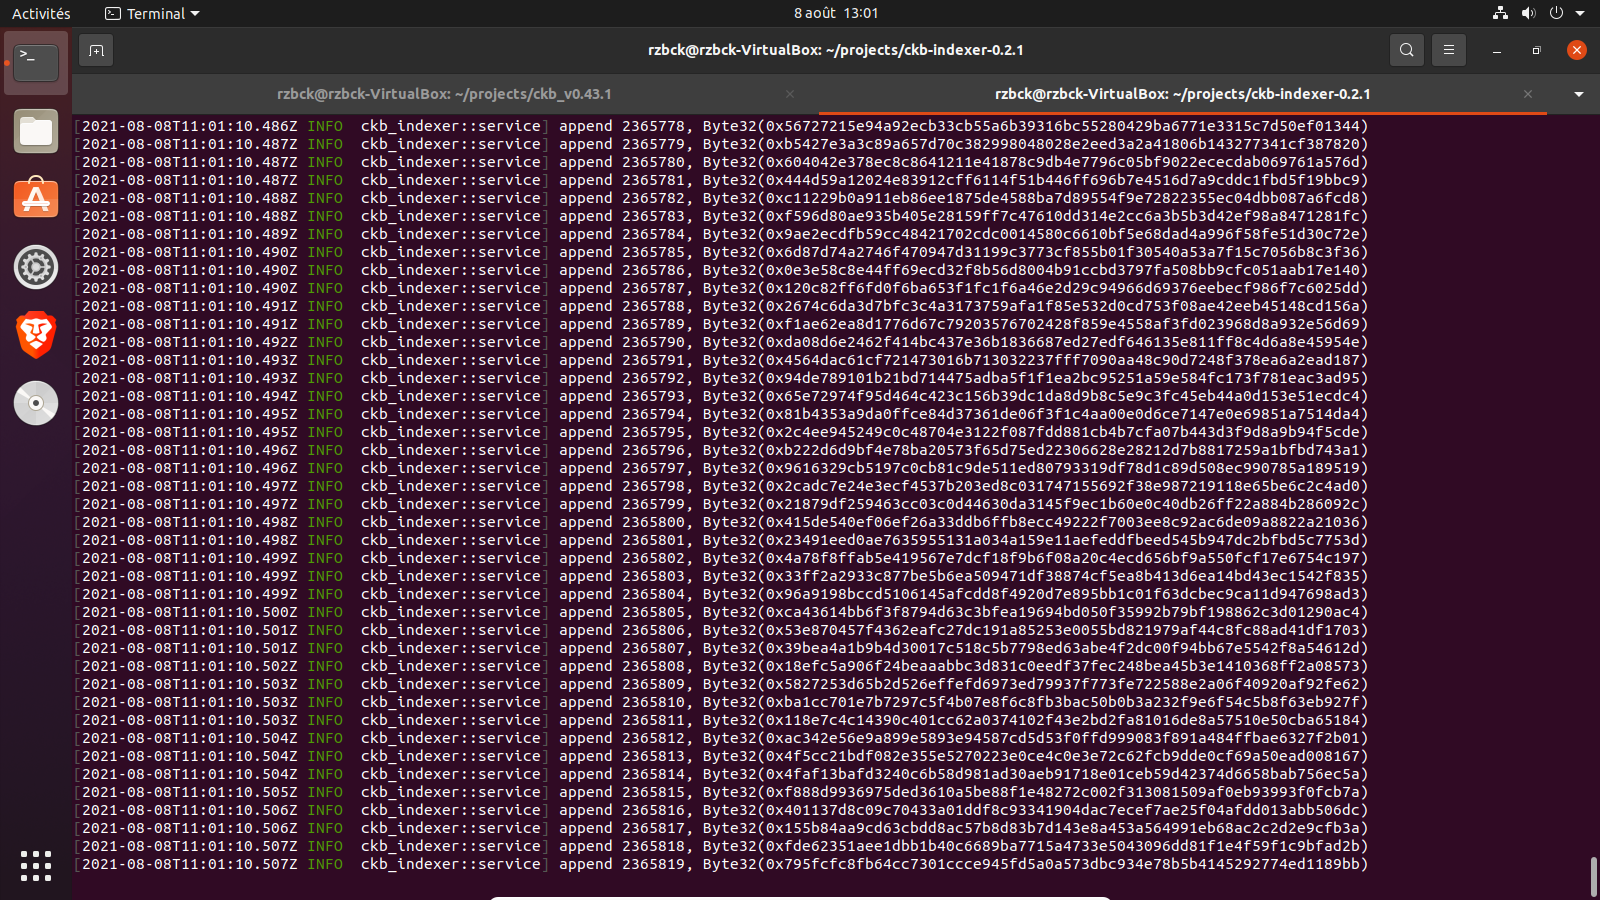 Activités
Terminal
8 août 13:01
rzbck@rzbck-VirtualBox: ~/projects/ckb-indexer-0.2.1
rzbck@rzbck-VirtualBox: ~/projects/ckb_v0.43.1
rzbck@rzbck-VirtualBox: ~/projects/ckb-indexer-0.2.1
[2021-08-08T11:01:10.486Z INFO  ckb_indexer::service] append 2365778, Byte32(0x56727215e94a92ecb33cb55a6b39316bc55280429ba6771e3315c7d50ef01344)
[2021-08-08T11:01:10.487Z INFO  ckb_indexer::service] append 2365779, Byte32(0xb5427e3a3c89a657d70c382998048028e2eed3a2a41806b143277341cf387820)
[2021-08-08T11:01:10.487Z INFO  ckb_indexer::service] append 2365780, Byte32(0x604042e378ec8c8641211e41878c9db4e7796c05bf9022ececdab069761a576d)
[2021-08-08T11:01:10.487Z INFO  ckb_indexer::service] append 2365781, Byte32(0x444d59a12024e83912cff6114f51b446ff696b7e4516d7a9cddc1fbd5f19bbc9)
[2021-08-08T11:01:10.488Z INFO  ckb_indexer::service] append 2365782, Byte32(0xc11229b0a911eb86ee1875de4588ba7d89554f9e72822355ec04dbb087a6fcd8)
[2021-08-08T11:01:10.488Z INFO  ckb_indexer::service] append 2365783, Byte32(0xf596d80ae935b405e28159ff7c47610dd314e2cc6a3b5b3d42ef98a8471281fc)
[2021-08-08T11:01:10.489Z INFO  ckb_indexer::service] append 2365784, Byte32(0x9ae2ecdfb59cc48421702cdc0014580c6610bf5e68dad4a996f58fe51d30c72e)
[2021-08-08T11:01:10.490Z INFO  ckb_indexer::service] append 2365785, Byte32(0x6d87d74a2746f470947d31199c3773cf855b01f30540a53a7f15c7056b8c3f36)
[2021-08-08T11:01:10.490Z INFO  ckb_indexer::service] append 2365786, Byte32(0x0e3e58c8e44ff69ecd32f8b56d8004b91ccbd3797fa508bb9cfc051aab17e140)
[2021-08-08T11:01:10.490Z INFO  ckb_indexer::service] append 2365787, Byte32(0x120c82ff6fd0f6ba653f1fc1f6a46e2d29c94966d69376eebecf986f7c6025dd)
[2021-08-08T11:01:10.491Z INFO  ckb_indexer::service] append 2365788, Byte32(0x2674c6da3d7bfc3c4a3173759afa1f85e532d0cd753f08ae42eeb45148cd156a)
[2021-08-08T11:01:10.491Z INFO  ckb_indexer::service] append 2365789, Byte32(0xf1ae62ea8d1776d67c79203576702428f859e4558af3fd023968d8a932e56d69)
[2021-08-08T11:01:10.492Z INFO  ckb_indexer::service] append 2365790, Byte32(0xda08d6e2462f414bc437e36b1836687ed27edf646135e811ff8c4d6a8e45954e)
[2021-08-08T11:01:10.493Z INFO  ckb_indexer::service] append 2365791, Byte32(0x4564dac61cf721473016b713032237fff7090aa48c90d7248f378ea6a2ead187)
[2021-08-08T11:01:10.493Z INFO  ckb_indexer::service] append 2365792, Byte32(0x94de789101b21bd714475adba5f1f1ea2bc95251a59e584fc173f781eac3ad95)
[2021-08-08T11:01:10.494Z INFO  ckb_indexer::service] append 2365793, Byte32(0x65e72974f95d464c423c156b39dc1da8d9b8c5e9c3fc45eb44a0d153e51ecdc4)
[2021-08-08T11:01:10.495Z INFO  ckb_indexer::service] append 2365794, Byte32(0x81b4353a9da0ffce84d37361de06f3f1c4aa00e0d6ce7147e0e69851a7514da4)
[2021-08-08T11:01:10.495Z INFO  ckb_indexer::service] append 2365795, Byte32(0x2c4ee945249c0c48704e3122f087fdd881cb4b7cfa07b443d3f9d8a9b94f5cde)
[2021-08-08T11:01:10.496Z INFO  ckb_indexer::service] append 2365796, Byte32(0xb222d6d9bf4e78ba20573f65d75ed22306628e28212d7b8817259a1bfbd743a1)
[2021-08-08T11:01:10.496Z INFO  ckb_indexer::service] append 2365797, Byte32(0x9616329cb5197c0cb81c9de511ed80793319df78d1c89d508ec990785a189519)
[2021-08-08T11:01:10.497Z INFO  ckb_indexer::service] append 2365798, Byte32(0x2cadc7e24e3ecf4537b203ed8c031747155692f38e987219118e65be6c2c4ad0)
[2021-08-08T11:01:10.497Z INFO  ckb_indexer::service] append 2365799, Byte32(0x21879df259463cc03c0d44630da3145f9ec1b60e0c40db26ff22a884b286092c)
[2021-08-08T11:01:10.498Z INFO  ckb_indexer::service] append 2365800, Byte32(0x415de540ef06ef26a33ddb6ffb8ecc49222f7003ee8c92ac6de09a8822a21036)
[2021-08-08T11:01:10.498Z INFO  ckb_indexer::service] append 2365801, Byte32(0x23491eed0ae7635955131a034a159e11aefeddfbeed545b947dc2bfbd5c7753d)
[2021-08-08T11:01:10.499Z INFO  ckb_indexer::service] append 2365802, Byte32(0x4a78f8ffab5e419567e7dcf18f9b6f08a20c4ecd656bf9a550fcf17e6754c197)
[2021-08-08T11:01:10.499Z INFO  ckb_indexer::service] append 2365803, Byte32(0x33ff2a2933c877be5b6ea509471df38874cf5ea8b413d6ea14bd43ec1542f835)
[2021-08-08T11:01:10.499Z INFO  ckb_indexer::service] append 2365804, Byte32(0x96a9198bccd5106145afcdd8f4920d7e895bb1c01f63dcbec9ca11d947698ad3)
[2021-08-08T11:01:10.500Z INFO  ckb_indexer::service] append 2365805, Byte32(0xca43614bb6f3f8794d63c3bfea19694bd050f35992b79bf198862c3d01290ac4)
[2021-08-08T11:01:10.501Z INFO  ckb_indexer::service] append 2365806, Byte32(0x53e870457f4362eafc27dc191a85253e0055bd821979af44c8fc88ad41df1703)
[2021-08-08T11:01:10.501Z INFO  ckb_indexer::service] append 2365807, Byte32(0x39bea4a1b9b4d30017c518c5b7798ed63abe4f2dc00f94bb67e5542f8a54612d)
[2021-08-08T11:01:10.502Z INFO  ckb_indexer::service] append 2365808, Byte32(0x18efc5a906f24beaaabbc3d831c0eedf37fec248bea45b3e1410368ff2a08573)
[2021-08-08T11:01:10.503Z INFO  ckb_indexer::service] append 2365809, Byte32(0x5827253d65b2d526effefd6973ed79937f773fe722588e2a06f40920af92fe62)
[2021-08-08T11:01:10.503Z INFO  ckb_indexer::service] append 2365810, Byte32(0xba1cc701e7b7297c5f4b07e8f6c8fb3bac50b0b3a232f9e6f54c5b8f63eb927f)
[2021-08-08T11:01:10.503Z INFO  ckb_indexer::service] append 2365811, Byte32(0x118e7c4c14390c401cc62a0374102f43e2bd2fa81016de8a57510e50cba65184)
[2021-08-08T11:01:10.504Z INFO  ckb_indexer::service] append 2365812, Byte32(0xac342e56e9a899e5893e94587cd5d53f0ffd999083f891a484ffbae6327f2b01)
[2021-08-08T11:01:10.504Z INFO  ckb_indexer::service] append 2365813, Byte32(0x4f5cc21bdf082e355e5270223e0ce4c0e3e72c62fcb9dde0cf69a50ead008167)
[2021-08-08T11:01:10.504Z INFO  ckb_indexer::service] append 2365814, Byte32(0x4faf13bafd3240c6b58d981ad30aeb91718e01ceb59d42374d6658bab756ec5a)
[2021-08-08T11:01:10.505Z INFO  ckb_indexer::service] append 2365815, Byte32(0xf888d9936975ded3610a5be88f1e48272c002f313081509af0eb93993f0fcb7a)
[2021-08-08T11:01:10.506Z INFO  ckb_indexer::service] append 2365816, Byte32(0x401137d8c09c70433a01ddf8c93341904dac7ecef7ae25f04afdd013abb506dc)
[2021-08-08T11:01:10.506Z INFO  ckb_indexer::service] append 2365817, Byte32(0x155b84aa9cd63cbdd8ac57b8d83b7d143e8a453a564991eb68ac2c2d2e9cfb3a)
[2021-08-08T11:01:10.507Z INFO  ckb_indexer::service] append 2365818, Byte32(0xfde62351aee1dbb1b40c6689ba7715a4733e5043096dd81f1e4f59f1c9bfad2b)
[2021-08-08T11:01:10.507Z INFO  ckb_indexer::service] append 2365819, Byte32(0x795fcfc8fb64cc7301ccce945fd5a0a573dbc934e78b5b4145292774ed1189bb)